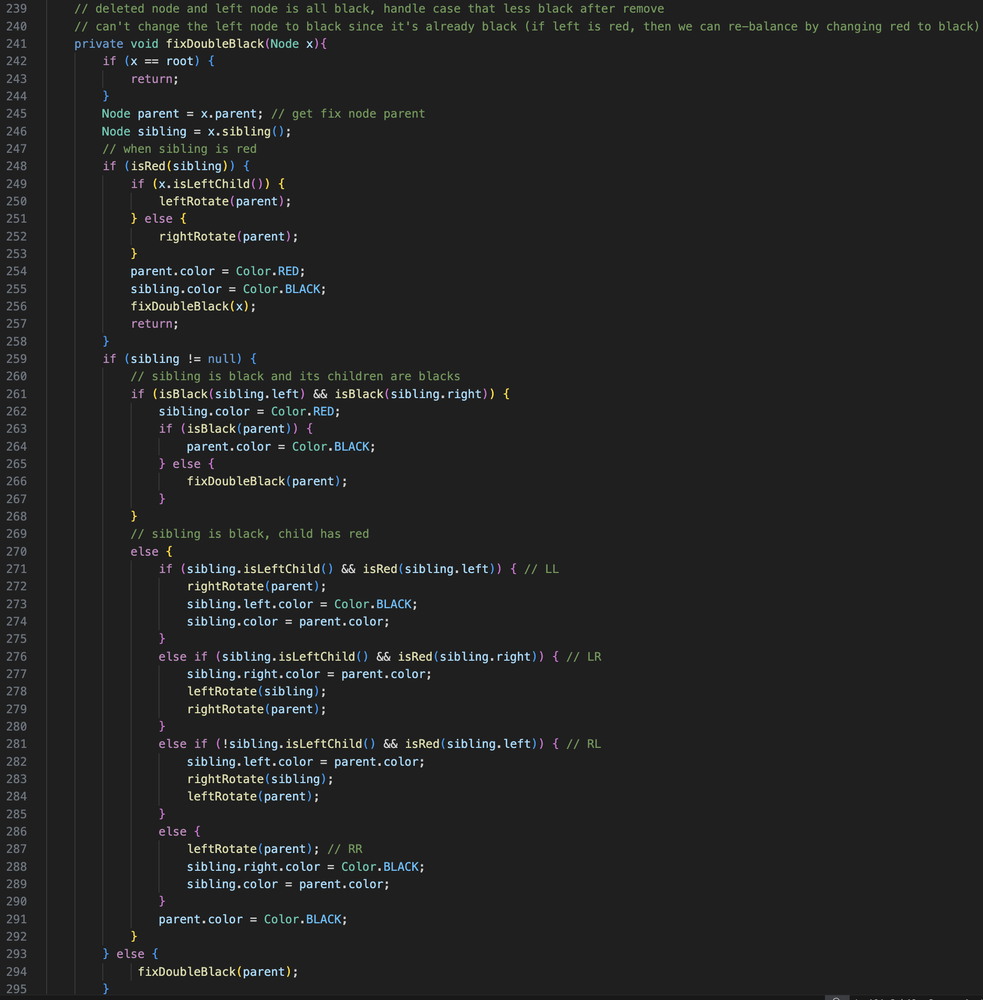 239 // deleted node and left node is all black, handle case that less black after remove
240 // can't change the left node to black since it's already black (if left is red, then we can re-balance by changing red to black)
241 private void fixDoubleBlack(Node x){
242 if (x == root) {
243 return;
244 }
245 Node parent = x.parent; // get fix node parent
246 Node sibling = x.sibling();
247 // when sibling is red
248 if (isRed(sibling)) {
249 if (x.isLeftChild()) {
250 leftRotate(parent);
251 } else {
252 rightRotate(parent);
253 }
254 parent.color = Color.RED;
255 sibling.color = Color.BLACK;
256 fixDoubleBlack(x);
257 return;
258 }
259 if (sibling != null) {
260 // sibling is black and its children are blacks
261 if (isBlack(sibling.left) && isBlack(sibling.right)) {
262 sibling.color = Color.RED;
263 if (isBlack(parent)) {
264 parent.color = Color.BLACK;
265 } else {
266 fixDoubleBlack(parent);
267 }
268 }
269 // sibling is black, child has red
270 else {
271 if (sibling.isLeftChild() && isRed(sibling.left)) { // LL
272 rightRotate(parent);
273 sibling.left.color = Color.BLACK;
274 sibling.color = parent.color;
275 }
276 else if (sibling.isLeftChild() && isRed(sibling.right)) { // LR
277 sibling.right.color = parent.color;
278 leftRotate(sibling);
279 rightRotate(parent);
280 }
281 else if (!sibling.isLeftChild() && isRed(sibling.left)) { // RL
282 sibling.left.color = parent.color;
283 rightRotate(sibling);
284 leftRotate(parent);
285 }
286 else {
287 leftRotate(parent); // RR
288 sibling.right.color = Color.BLACK;
289 sibling.color = parent.color;
290 }
291 parent.color = Color.BLACK;
292 }
293 } else {
294 fixDoubleBlack(parent);
295 }